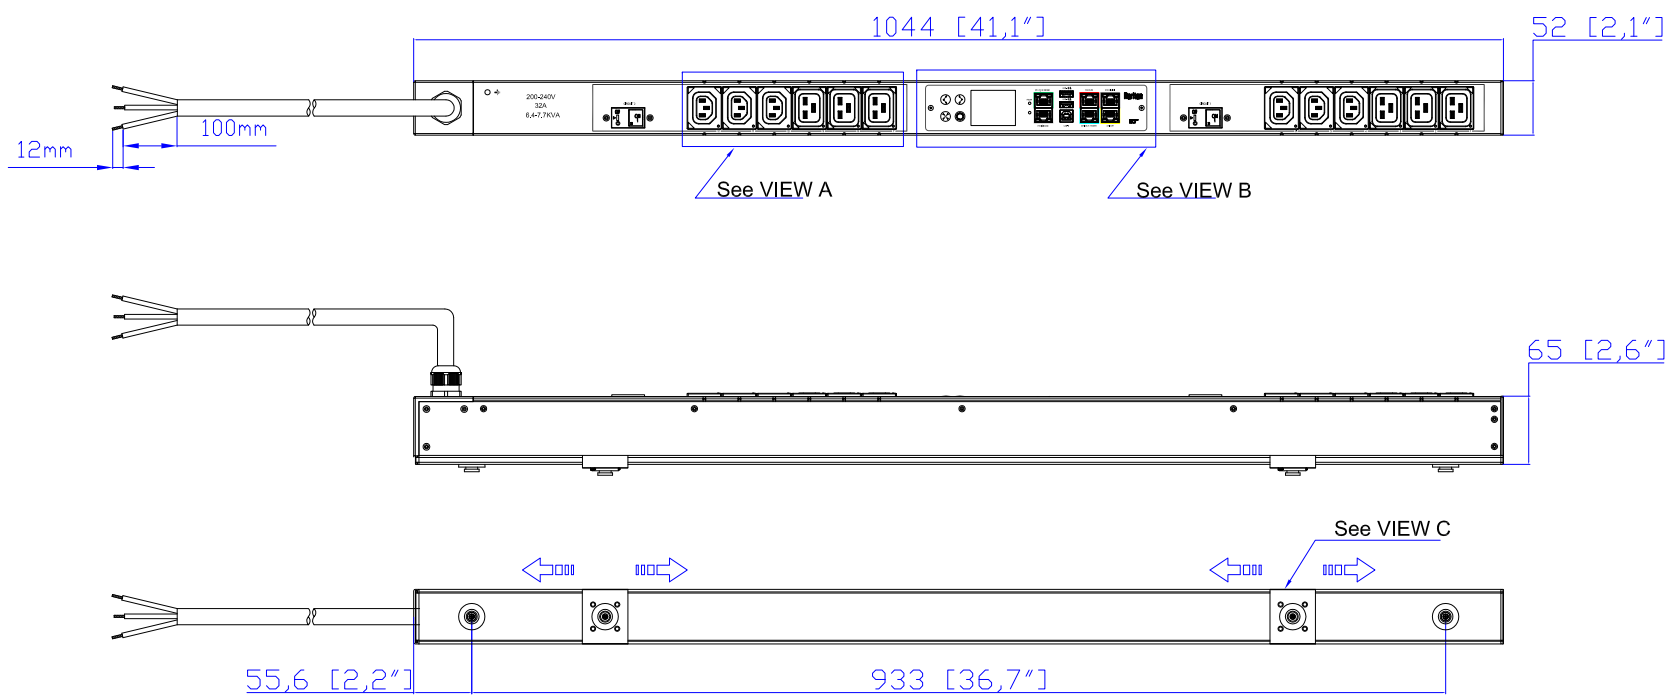 1044 [41,1"]
52 [2,1"]
200-240V
32A
6,4-7,7KVA
100mm
12mm
See VIEW A
See VIEW B
65 [2,6"]
See VIEW C
55,6 [2,2"]
933 [36,7"]